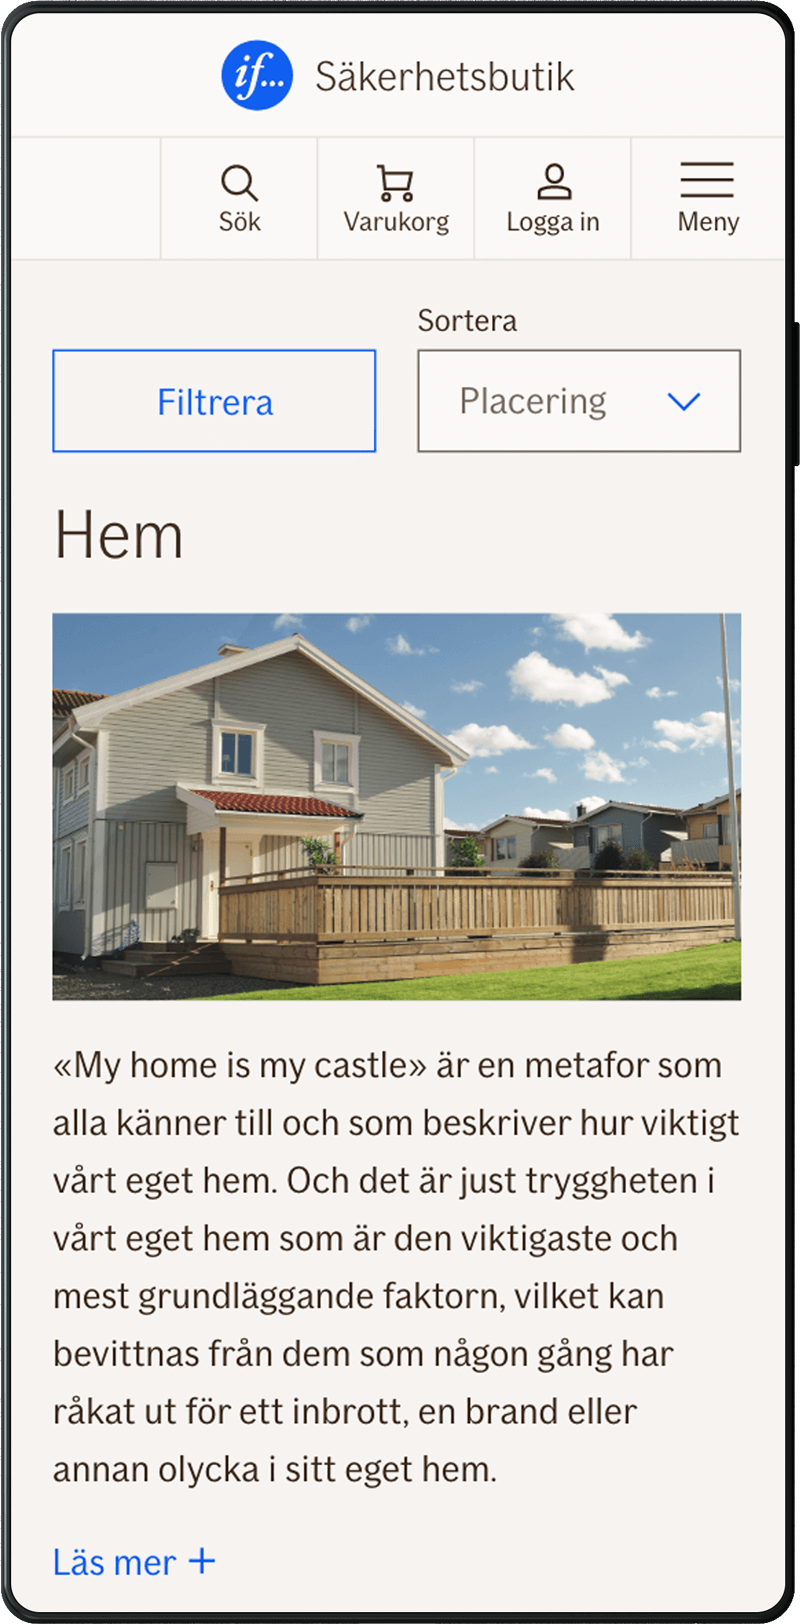 if...
Säkerhetsbutik
Sök
Varukorg
Logga in
Meny
Sortera
Filtrera
Placering
Hem
«My home is my castle» är en metafor som
alla känner till och som beskriver hur viktigt
vårt eget hem. Och det är just tryggheten i
vårt eget hem som är den viktigaste och
mest grundläggande faktorn, vilket kan
bevittnas från dem som någon gång har
råkat ut för ett inbrott, en brand eller
annan olycka i sitt eget hem.
Läs mer +